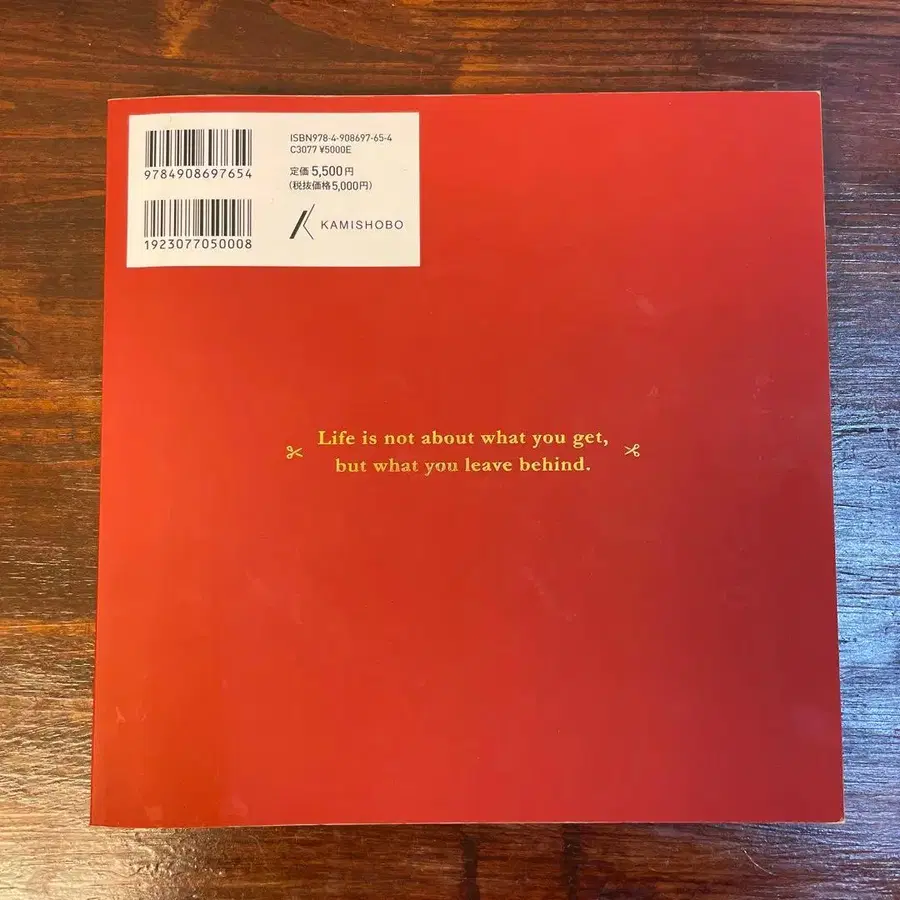 ISBN978-4-908697-65-4
C3077 ¥5000E
9784908697654
定価 5,500円
(税抜価格5,000円)
1923077050008
KAMISHOBO
Life is not about what you get,
but what you leave behind.